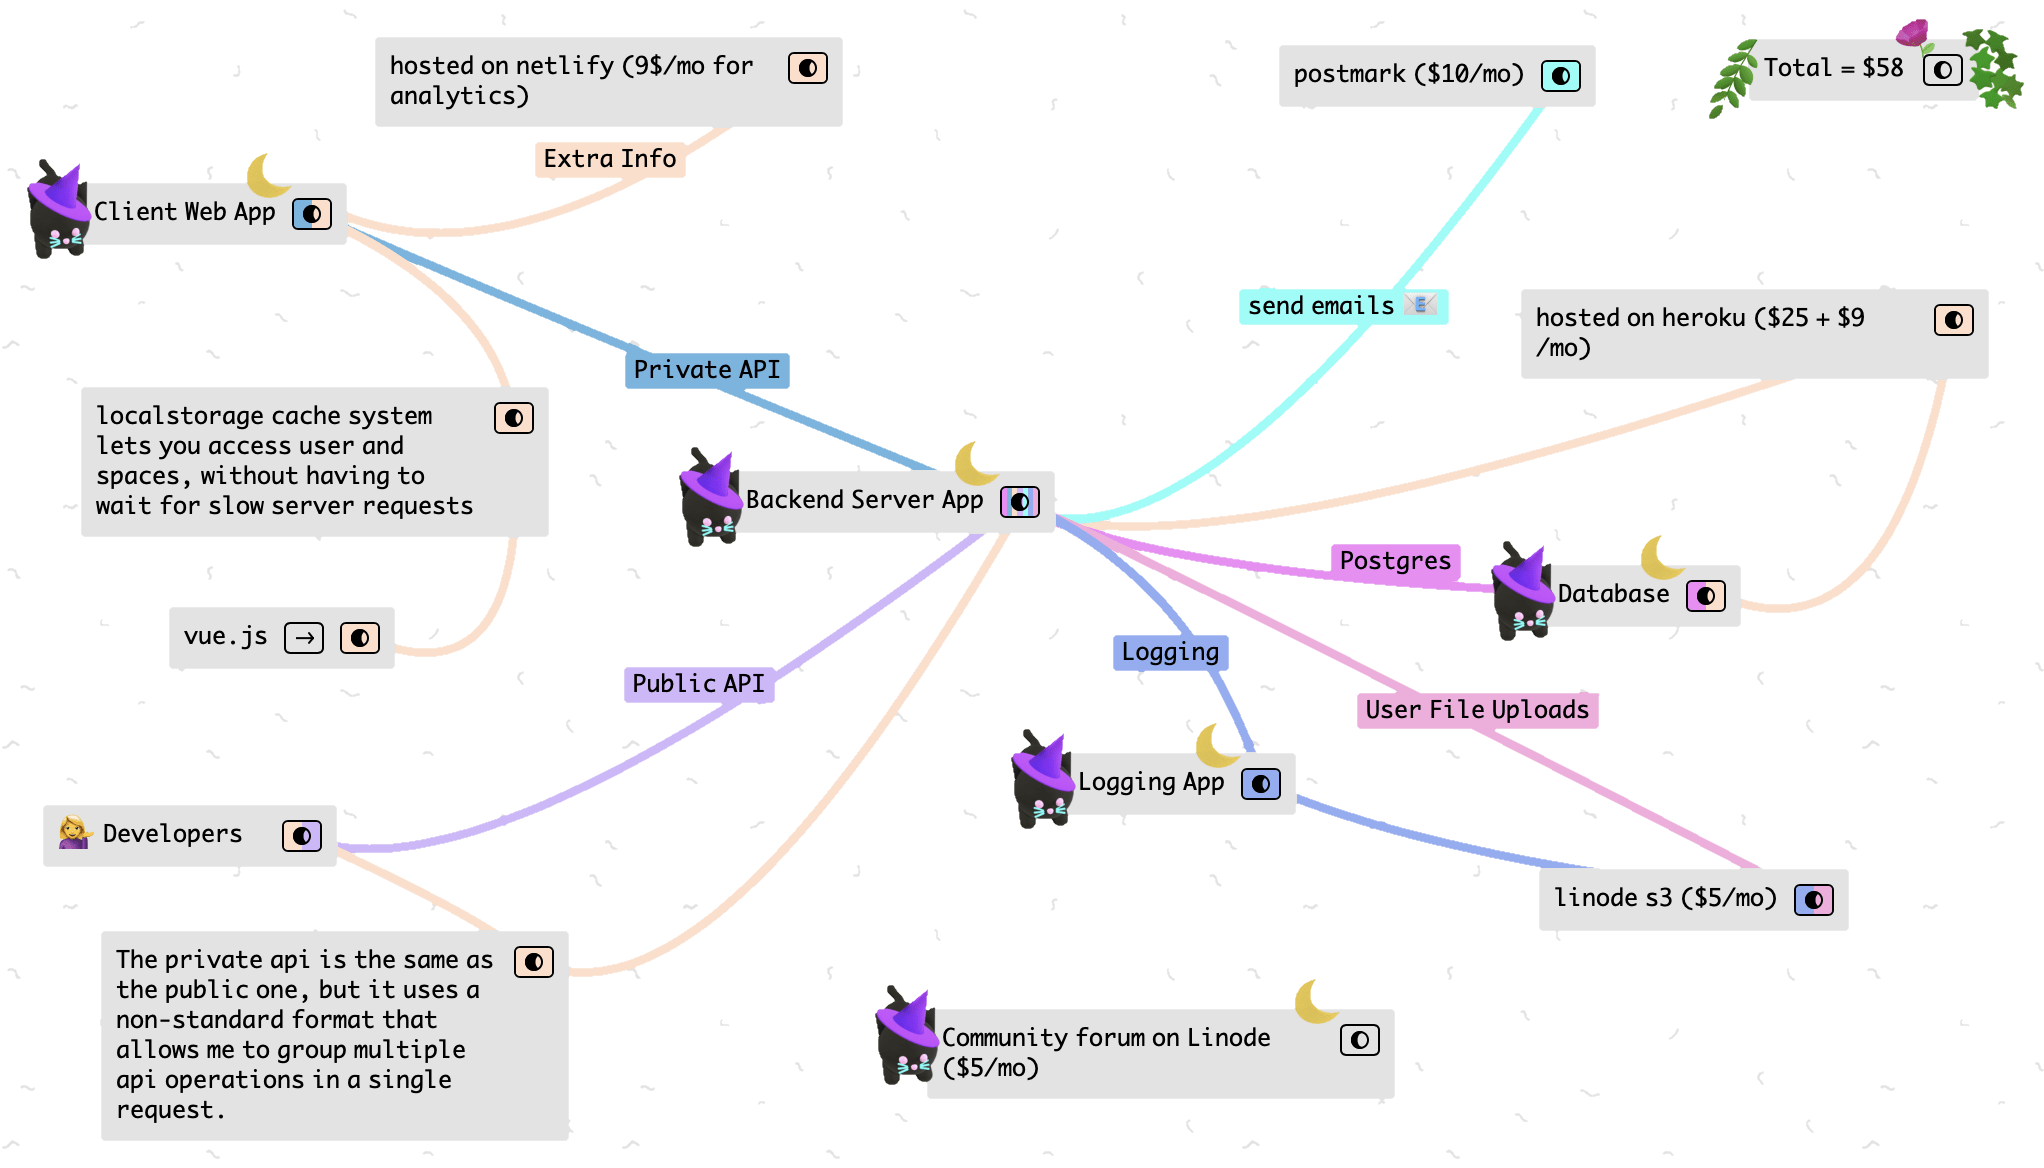 hosted on netlify (9$/mo for
analytics)
postmark ($10/mo)
Total = $58
Extra Info
Client Web App
send emails 📧
hosted on heroku ($25 + $9
/mo)
Private API
localstorage cache system
lets you access user and
spaces, without having to
wait for slow server requests
Backend Server App
Postgres
Database
vue.js →
Logging
Public API
User File Uploads
Logging App
💁 Developers
linode s3 ($5/mo)
The private api is the same as
the public one, but it uses a
non-standard format that
allows me to group multiple
api operations in a single
request.
Community forum on Linode
($5/mo)